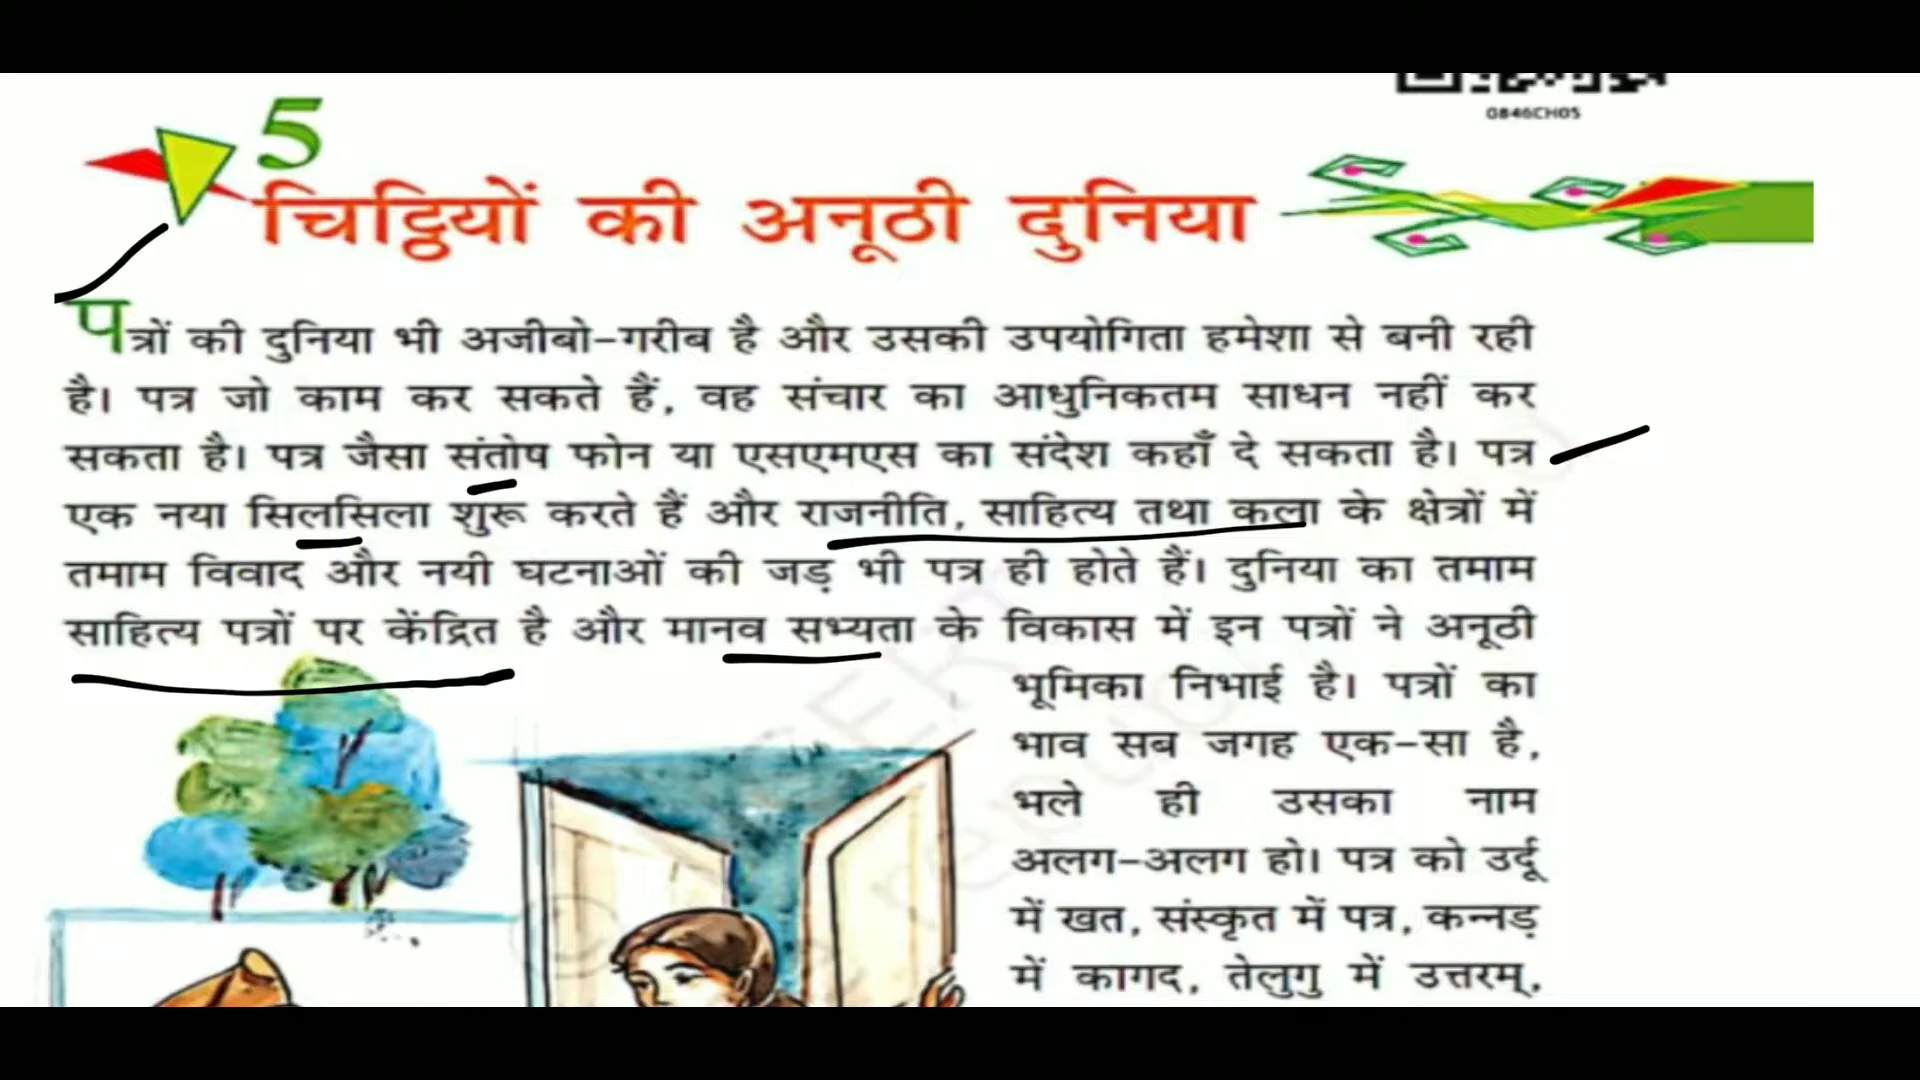 0846CH05
5
चिट्ठियों की अनूठी दुनिया
पत्रों की दुनिया भी अजीबो-गरीब है और उसकी उपयोगिता हमेशा से बनी रही
है। पत्र जो काम कर सकते हैं, वह संचार का आधुनिकतम साधन नहीं कर
सकता है। पत्र जैसा संतोष फोन या एसएमएस का संदेश कहाँ दे सकता है। पत्र
एक नया सिलसिला शुरू करते हैं और राजनीति, साहित्य तथा कला के क्षेत्रों में
तमाम विवाद और नयी घटनाओं की जड़ भी पत्र ही होते हैं। दुनिया का तमाम
साहित्य पत्रों पर केंद्रित है और मानव सभ्यता के विकास में इन पत्रों ने अनूठी
भूमिका निभाई है। पत्रों का
भाव सब जगह एक-सा है,
भले ही उसका नाम
अलग-अलग हो। पत्र को उर्दू
में खत, संस्कृत में पत्र, कन्नड़
में कागद, तेलुगु में उत्तरम्,